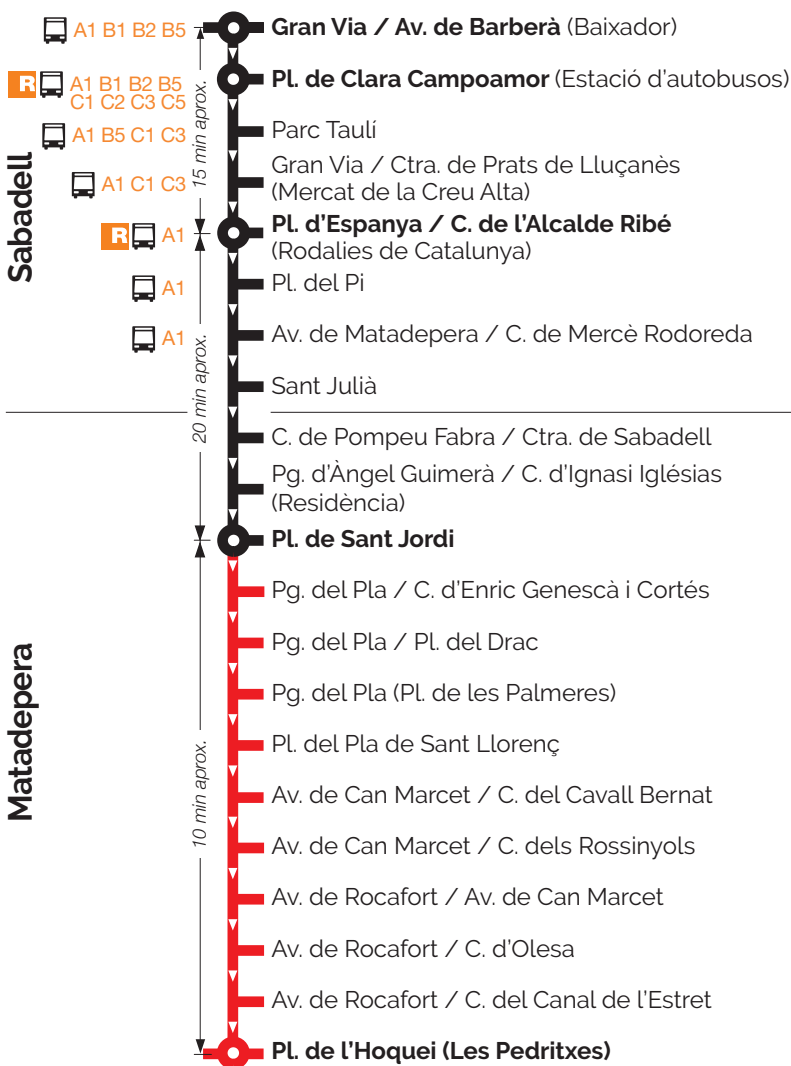 A1 B1 B2 B5
Gran Via / Av. de Barberà (Baixador)
R
A1 B1 B2 B5
C1 C2 C3 C5
Pl. de Clara Campoamor (Estació d'autobusos)
A1 B5 C1 C3
Parc Taulí
A1 C1 C3
Gran Via / Ctra. de Prats de Lluçanès
(Mercat de la Creu Alta)
15 min aprox.
Sabadell
R
A1
Pl. d'Espanya / C. de l'Alcalde Ribé
(Rodalies de Catalunya)
A1
Pl. del Pi
A1
Av. de Matadepera / C. de Mercè Rodoreda
Sant Julià
20 min aprox.
C. de Pompeu Fabra / Ctra. de Sabadell
Pg. d'Àngel Guimerà / C. d'Ignasi Iglésias
(Residència)
Pl. de Sant Jordi
Pg. del Pla / C. d'Enric Genescà i Cortés
Pg. del Pla / Pl. del Drac
Pg. del Pla (Pl. de les Palmeres)
Matadepera
Pl. del Pla de Sant Llorenç
10 min aprox.
Av. de Can Marcet / C. del Cavall Bernat
Av. de Can Marcet / C. dels Rossinyols
Av. de Rocafort / Av. de Can Marcet
Av. de Rocafort / C. d'Olesa
Av. de Rocafort / C. del Canal de l'Estret
Pl. de l'Hoquei (Les Pedritxes)